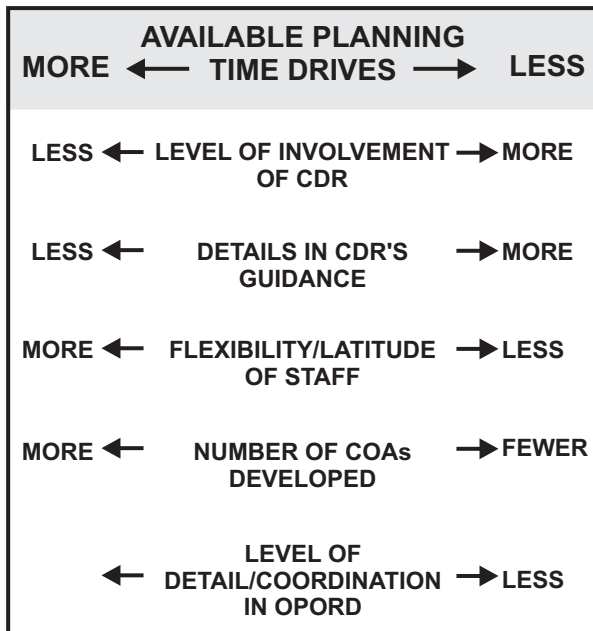 AVAILABLE PLANNING
MORE ← TIME DRIVES → LESS
LESS ← LEVEL OF INVOLVEMENT → MORE
OF CDR
LESS ← DETAILS IN CDR'S → MORE
GUIDANCE
MORE ← FLEXIBILITY/LATITUDE → LESS
OF STAFF
MORE ← NUMBER OF COAs → FEWER
DEVELOPED
LEVEL OF
← DETAIL/COORDINATION → LESS
IN OPORD